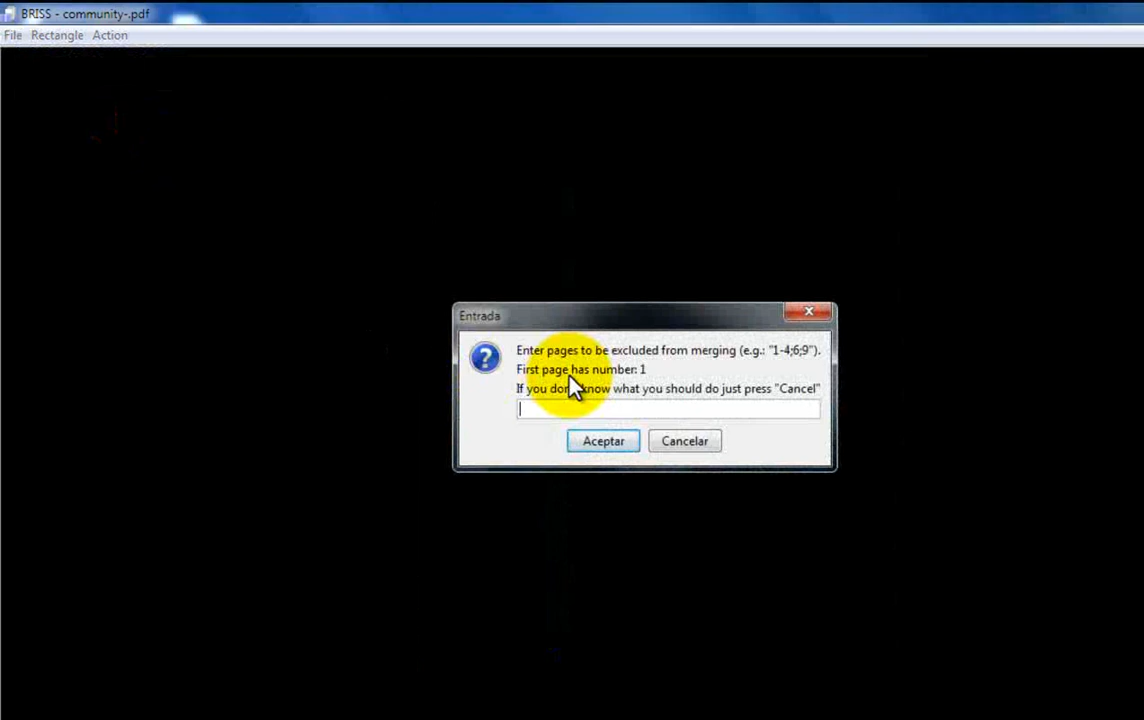 BRISS - community-.pdf
File Rectangle Action
Entrada
Enter pages to be excluded from merging (e.g.: "1-4;6;9").
First page has number: 1
If you don know what you should do just press "Cancel"
Aceptar Cancelar